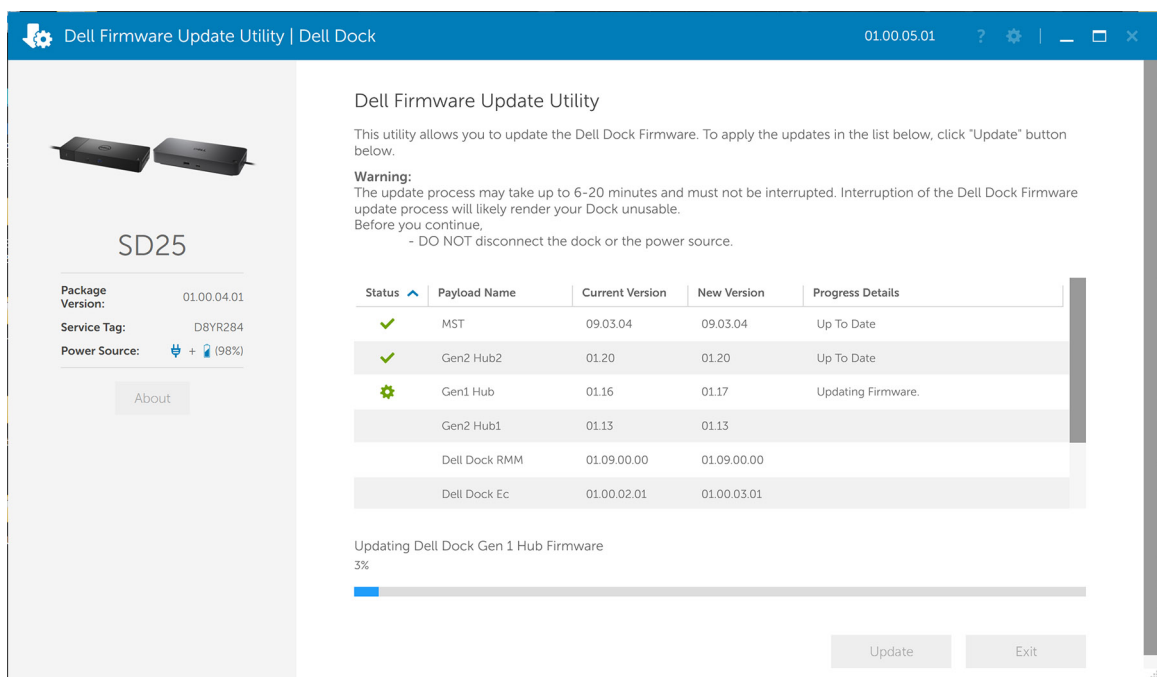 Dell Firmware Update Utility | Dell Dock
01.00.05.01
?
Dell Firmware Update Utility
This utility allows you to update the Dell Dock Firmware. To apply the updates in the list below, click "Update" button
below.
Warning:
The update process may take up to 6-20 minutes and must not be interrupted. Interruption of the Dell Dock Firmware
update process will likely render your Dock unusable.
Before you continue,
- DO NOT disconnect the dock or the power source.
SD25
Package
Version:
01.00.04.01
Service Tag: D8YR284
Power Source: + (98%)
About
Status Payload Name Current Version New Version Progress Details
MST 09.03.04 09.03.04 Up To Date
Gen2 Hub2 01.20 01.20 Up To Date
Gen1 Hub 01.16 01.17 Updating Firmware.
Gen2 Hub1 01.13 01.13
Dell Dock RMM 01.09.00.00 01.09.00.00
Dell Dock Ec 01.00.02.01 01.00.03.01
Updating Dell Dock Gen 1 Hub Firmware
3%
Update Exit